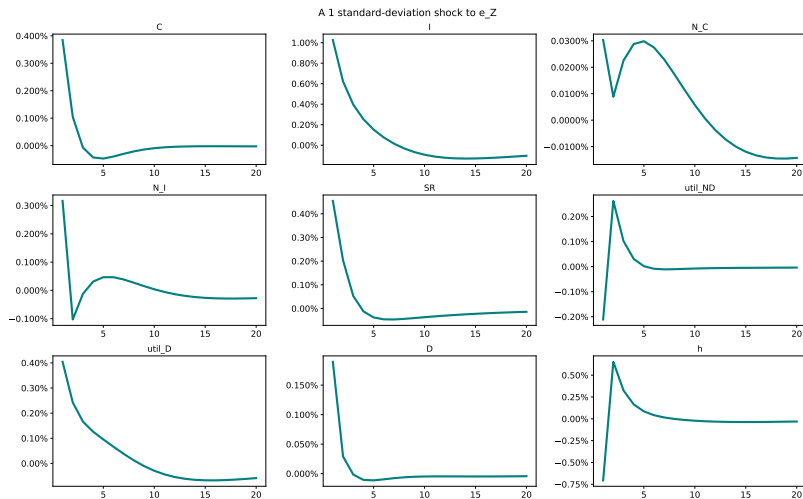 A 1 standard-deviation shock to e_Z
C
0.400%
0.300%
0.200%
0.100%
0.000%
5 10 15 20
I
1.00%
0.80%
0.60%
0.40%
0.20%
0.00%
5 10 15 20
N_C
0.0300%
0.0200%
0.0100%
0.0000%
−0.0100%
5 10 15 20
N_I
0.300%
0.200%
0.100%
0.000%
−0.100%
5 10 15 20
SR
0.40%
0.30%
0.20%
0.10%
0.00%
5 10 15 20
util_ND
0.20%
0.10%
0.00%
−0.10%
−0.20%
5 10 15 20
util_D
0.40%
0.30%
0.20%
0.10%
0.00%
5 10 15 20
D
0.150%
0.100%
0.050%
0.000%
5 10 15 20
h
0.50%
0.25%
0.00%
−0.25%
−0.50%
−0.75%
5 10 15 20